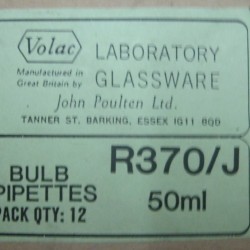 Volac LABORATORY
Manufactured in
Great Britain by GLASSWARE
John Poulten Ltd.
TANNER ST. BARKING, ESSEX IG11 8QD
BULB R370/J
PIPETTES 50ml
PACK QTY: 12